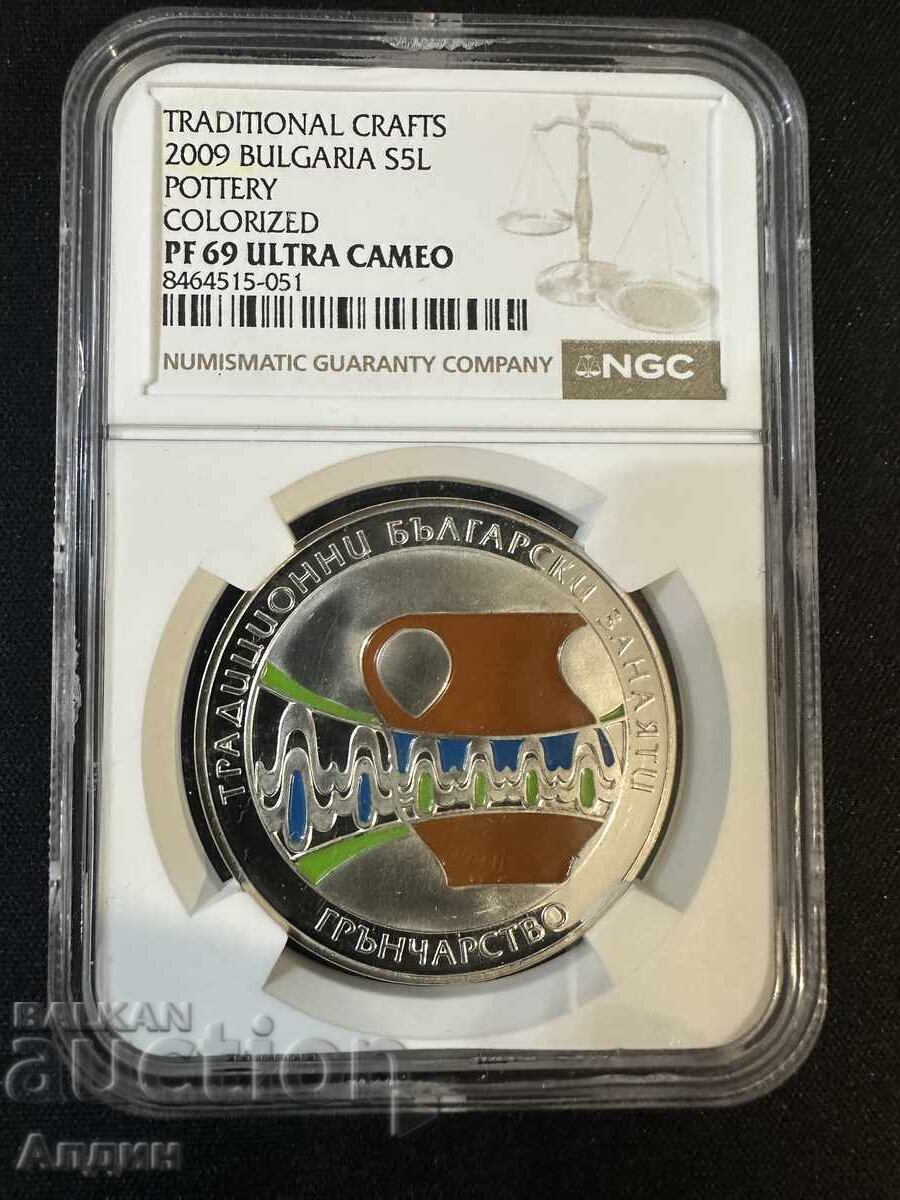 TRADITIONAL CRAFTS
2009 BULGARIA S5L
POTTERY
COLORIZED
PF 69 ULTRA CAMEO
8464515-051
NUMISMATIC GUARANTY COMPANY
NGC
ТРАДИЦИОННИ БЪЛГАРСКИ ЗАНАЯТИ
ГРЪНЧАРСТВО
BALKAN
auction
Алдин